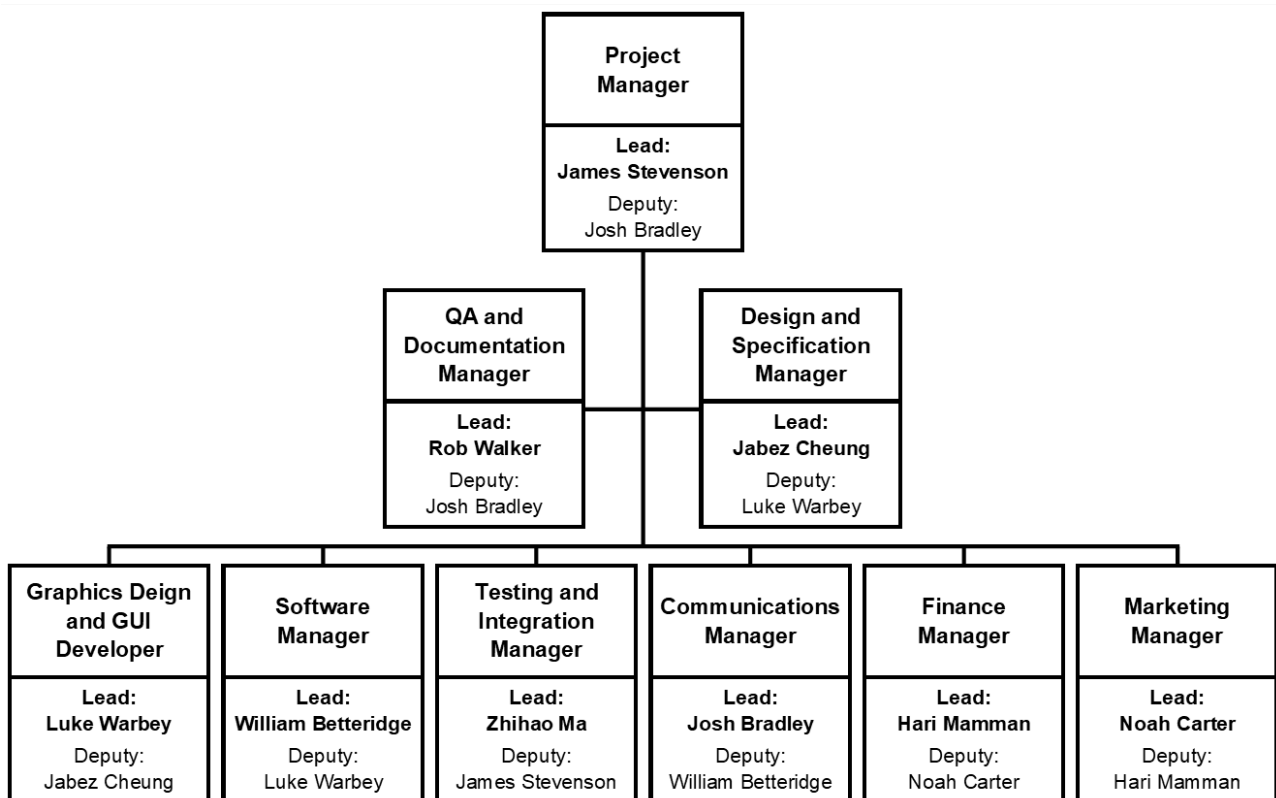 Project
Manager
Lead:
James Stevenson
Deputy:
Josh Bradley
QA and
Documentation
Manager
Lead:
Rob Walker
Deputy:
Josh Bradley
Design and
Specification
Manager
Lead:
Jabez Cheung
Deputy:
Luke Warbey
Graphics Deign
and GUI
Developer
Lead:
Luke Warbey
Deputy:
Jabez Cheung
Software
Manager
Lead:
William Betteridge
Deputy:
Luke Warbey
Testing and
Integration
Manager
Lead:
Zhihao Ma
Deputy:
James Stevenson
Communications
Manager
Lead:
Josh Bradley
Deputy:
William Betteridge
Finance
Manager
Lead:
Hari Mamman
Deputy:
Noah Carter
Marketing
Manager
Lead:
Noah Carter
Deputy:
Hari Mamman